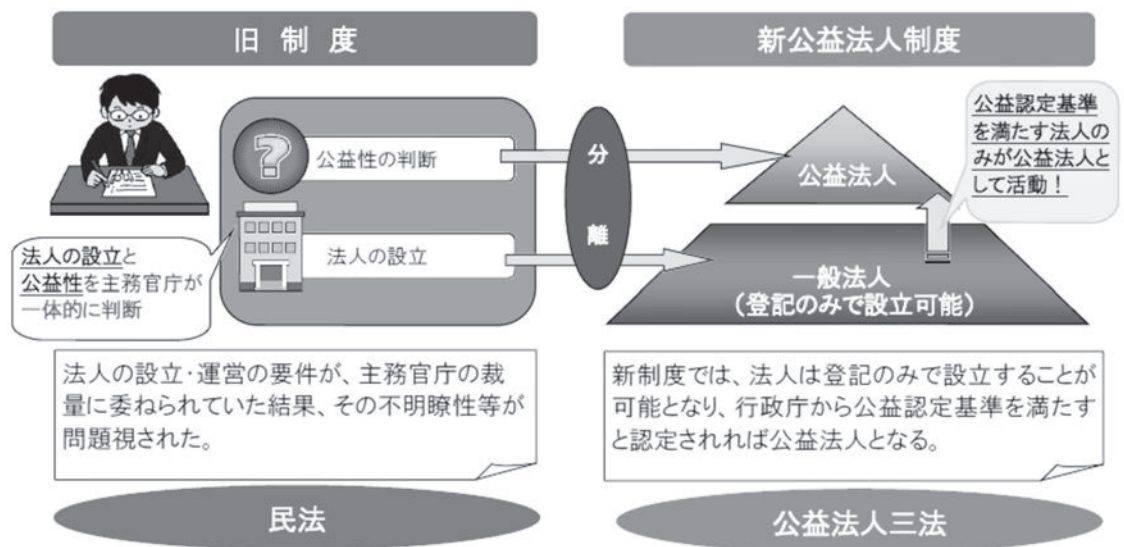 旧制度
新公益法人制度
?
公益性の判断
法人の設立
法人の設立と
公益性を主務官庁が
一体的に判断
分
離
公益認定基準
を満たす法人の
みが公益法人と
して活動！
公益法人
一般法人
（登記のみで設立可能）
法人の設立・運営の要件が、主務官庁の裁
量に委ねられていた結果、その不明瞭性等が
問題視された。
新制度では、法人は登記のみで設立することが
可能となり、行政庁から公益認定基準を満たす
と認定されれば公益法人となる。
民法
公益法人三法